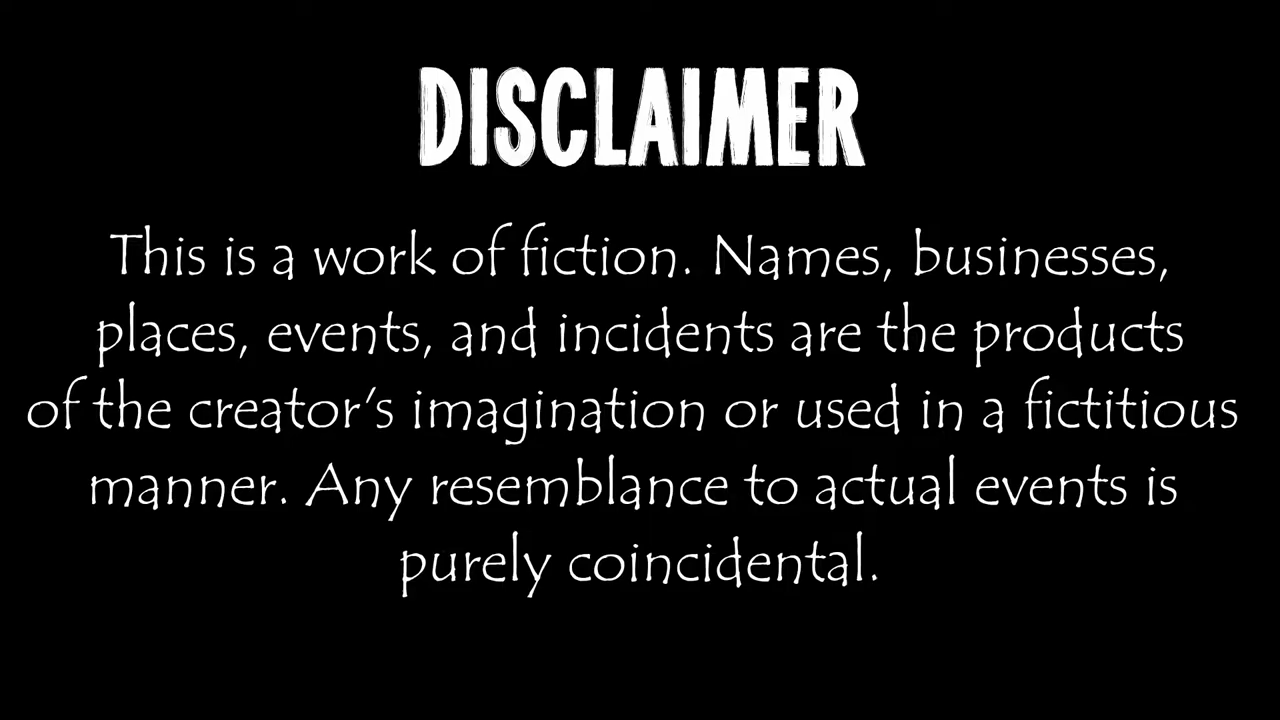 DISCLAIMER
This is a work of fiction. Names, businesses,
places, events, and incidents are the products
of the creator's imagination or used in a fictitious
manner. Any resemblance to actual events is
purely coincidental.